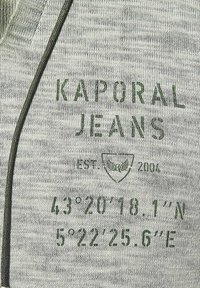 KAPORAL
JEANS
EST. 2004
43°20'18.1"N
5°22'25.6"E